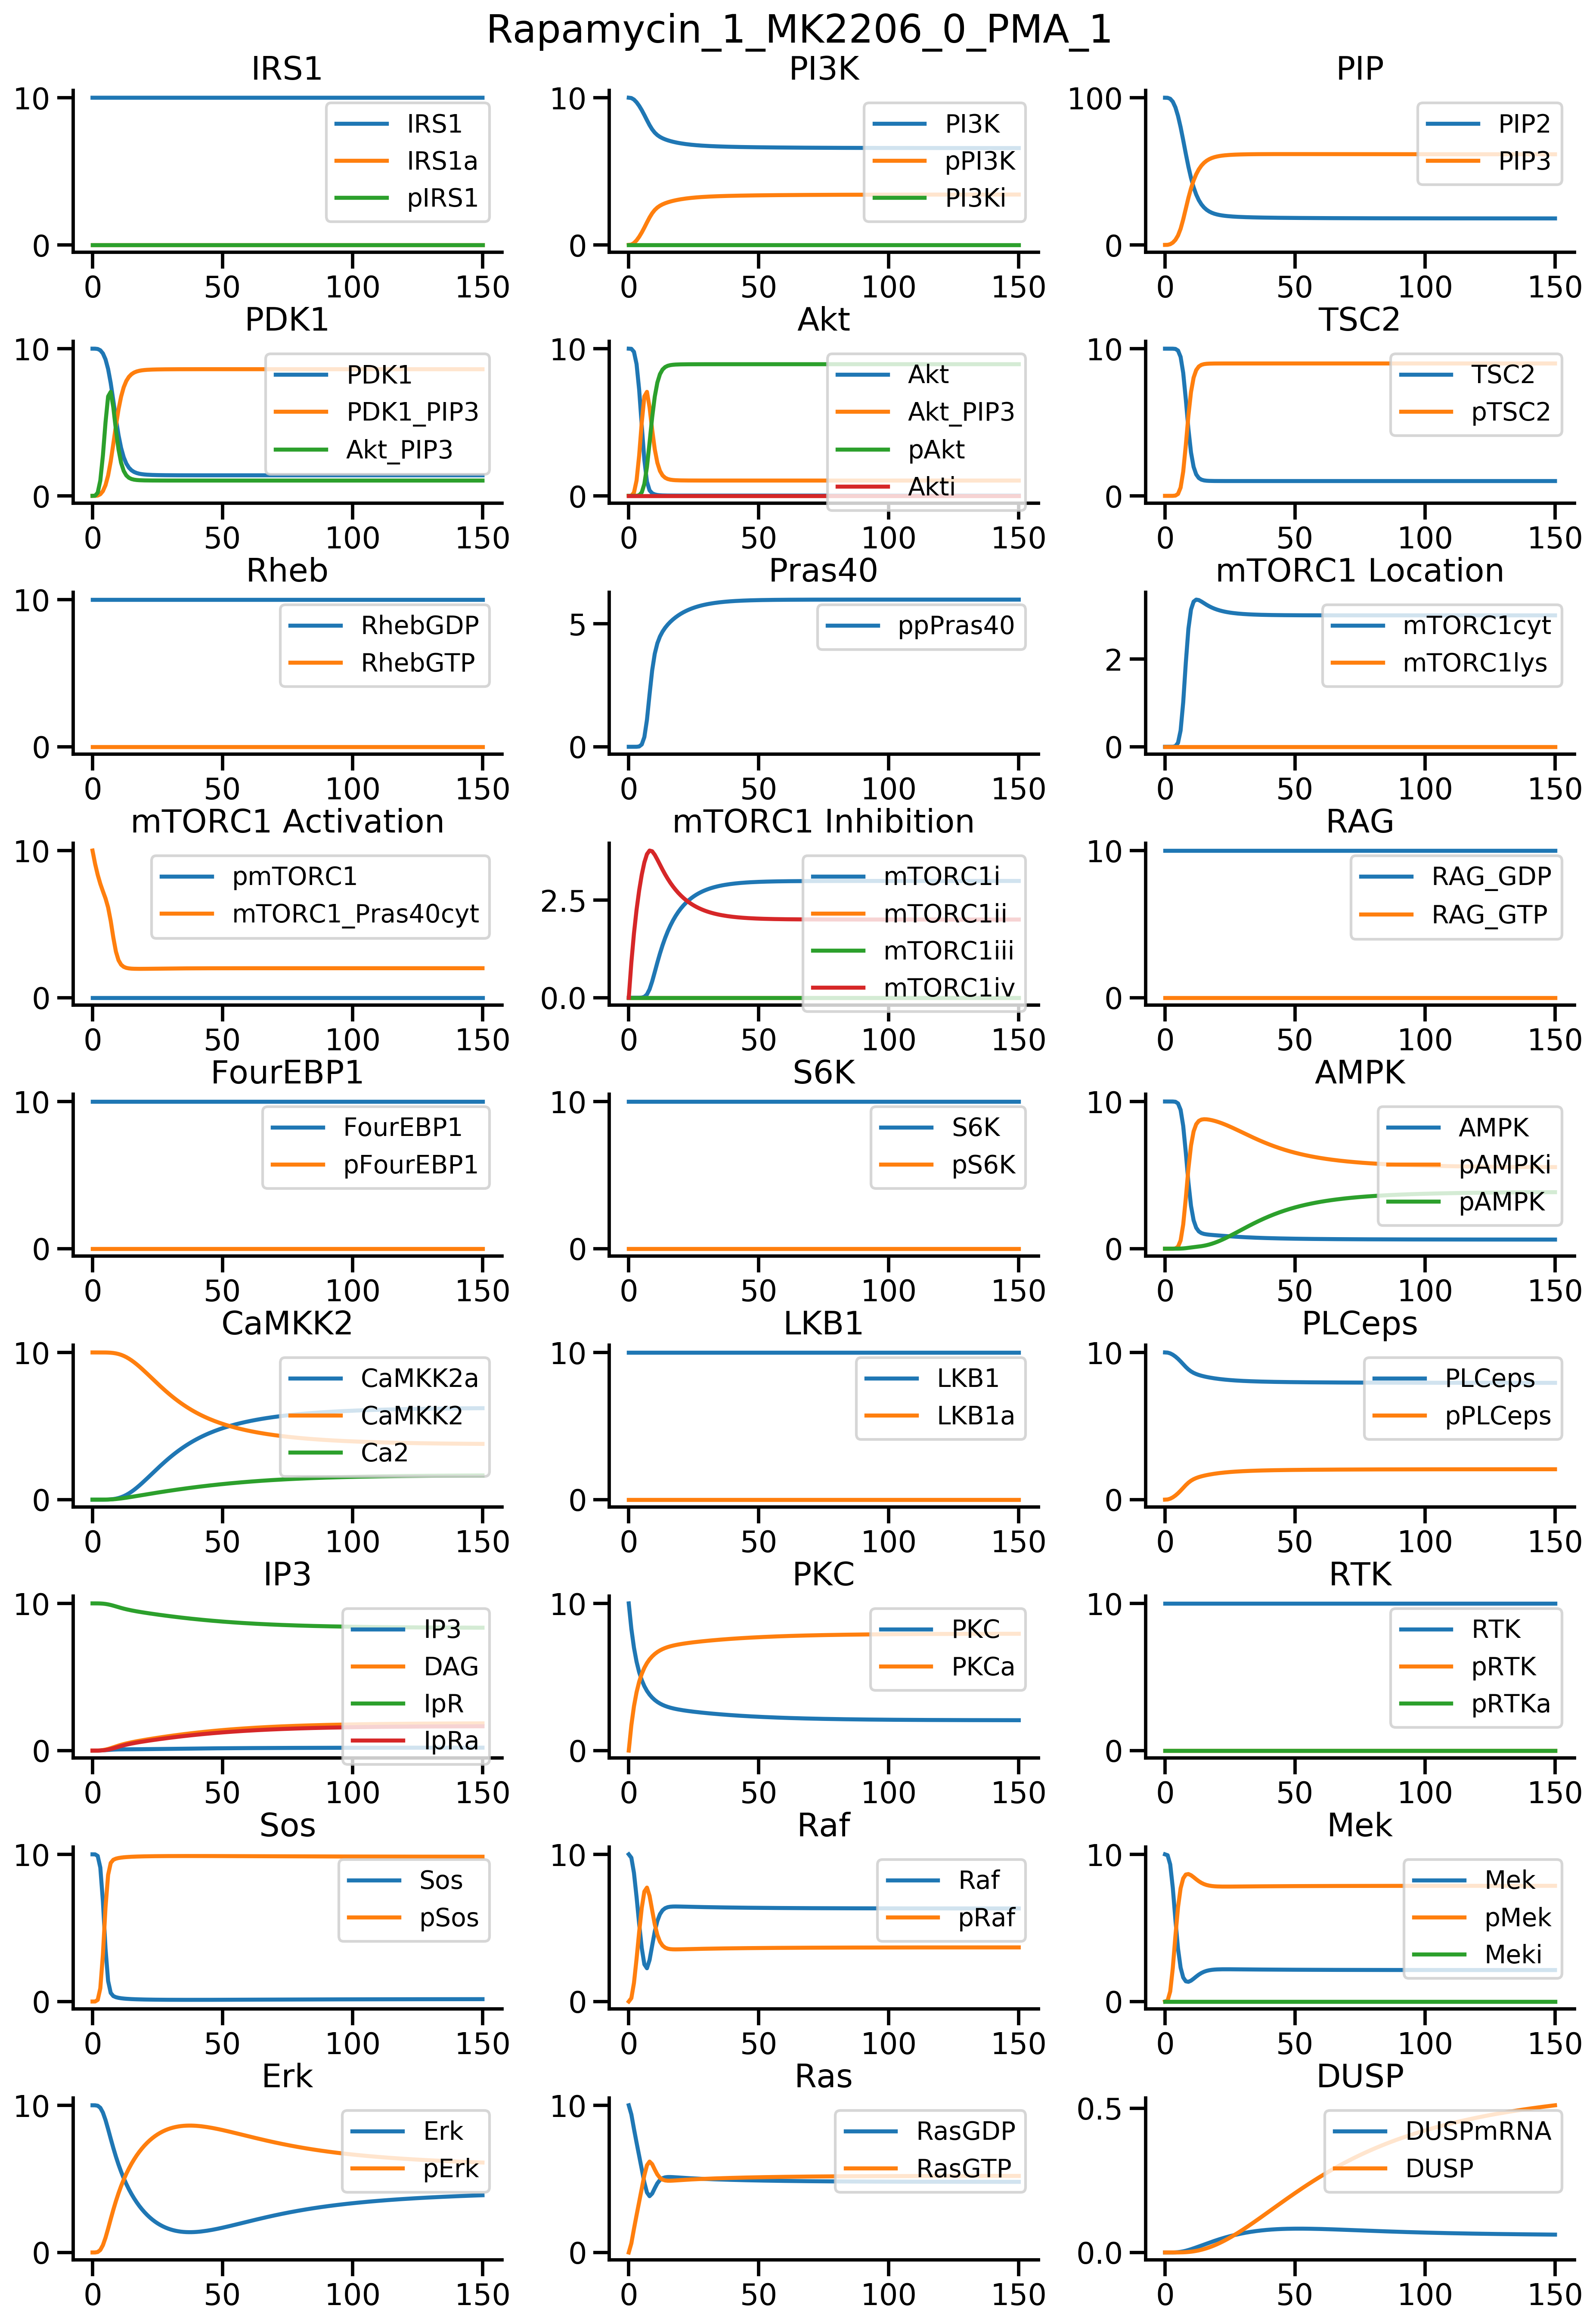 Rapamycin_1_MK2206_0_PMA_1
IRS1
10
0
0 50 100 150
IRS1
IRS1a
pIRS1
PI3K
10
0
0 50 100 150
PI3K
pPI3K
PI3Ki
PIP
100
0
0 50 100 150
PIP2
PIP3
PDK1
10
0
0 50 100 150
PDK1
PDK1_PIP3
Akt_PIP3
Akt
10
0
0 50 100 150
Akt
Akt_PIP3
pAkt
Akti
TSC2
10
0
0 50 100 150
TSC2
pTSC2
Rheb
10
0
0 50 100 150
RhebGDP
RhebGTP
Pras40
5
0
0 50 100 150
ppPras40
mTORC1 Location
2
0
0 50 100 150
mTORC1cyt
mTORC1lys
mTORC1 Activation
10
0
0 50 100 150
pmTORC1
mTORC1_Pras40cyt
mTORC1 Inhibition
2.5
0.0
0 50 100 150
mTORC1i
mTORC1ii
mTORC1iii
mTORC1iv
RAG
10
0
0 50 100 150
RAG_GDP
RAG_GTP
FourEBP1
10
0
0 50 100 150
FourEBP1
pFourEBP1
S6K
10
0
0 50 100 150
S6K
pS6K
AMPK
10
0
0 50 100 150
AMPK
pAMPKi
pAMPK
CaMKK2
10
0
0 50 100 150
CaMKK2a
CaMKK2
Ca2
LKB1
10
0
0 50 100 150
LKB1
LKB1a
PLCeps
10
0
0 50 100 150
PLCeps
pPLCeps
IP3
10
0
0 50 100 150
IP3
DAG
IpR
IpRa
PKC
10
0
0 50 100 150
PKC
PKCa
RTK
10
0
0 50 100 150
RTK
pRTK
pRTKa
Sos
10
0
0 50 100 150
Sos
pSos
Raf
10
0
0 50 100 150
Raf
pRaf
Mek
10
0
0 50 100 150
Mek
pMek
Meki
Erk
10
0
0 50 100 150
Erk
pErk
Ras
10
0
0 50 100 150
RasGDP
RasGTP
DUSP
0.5
0.0
0 50 100 150
DUSPmRNA
DUSP